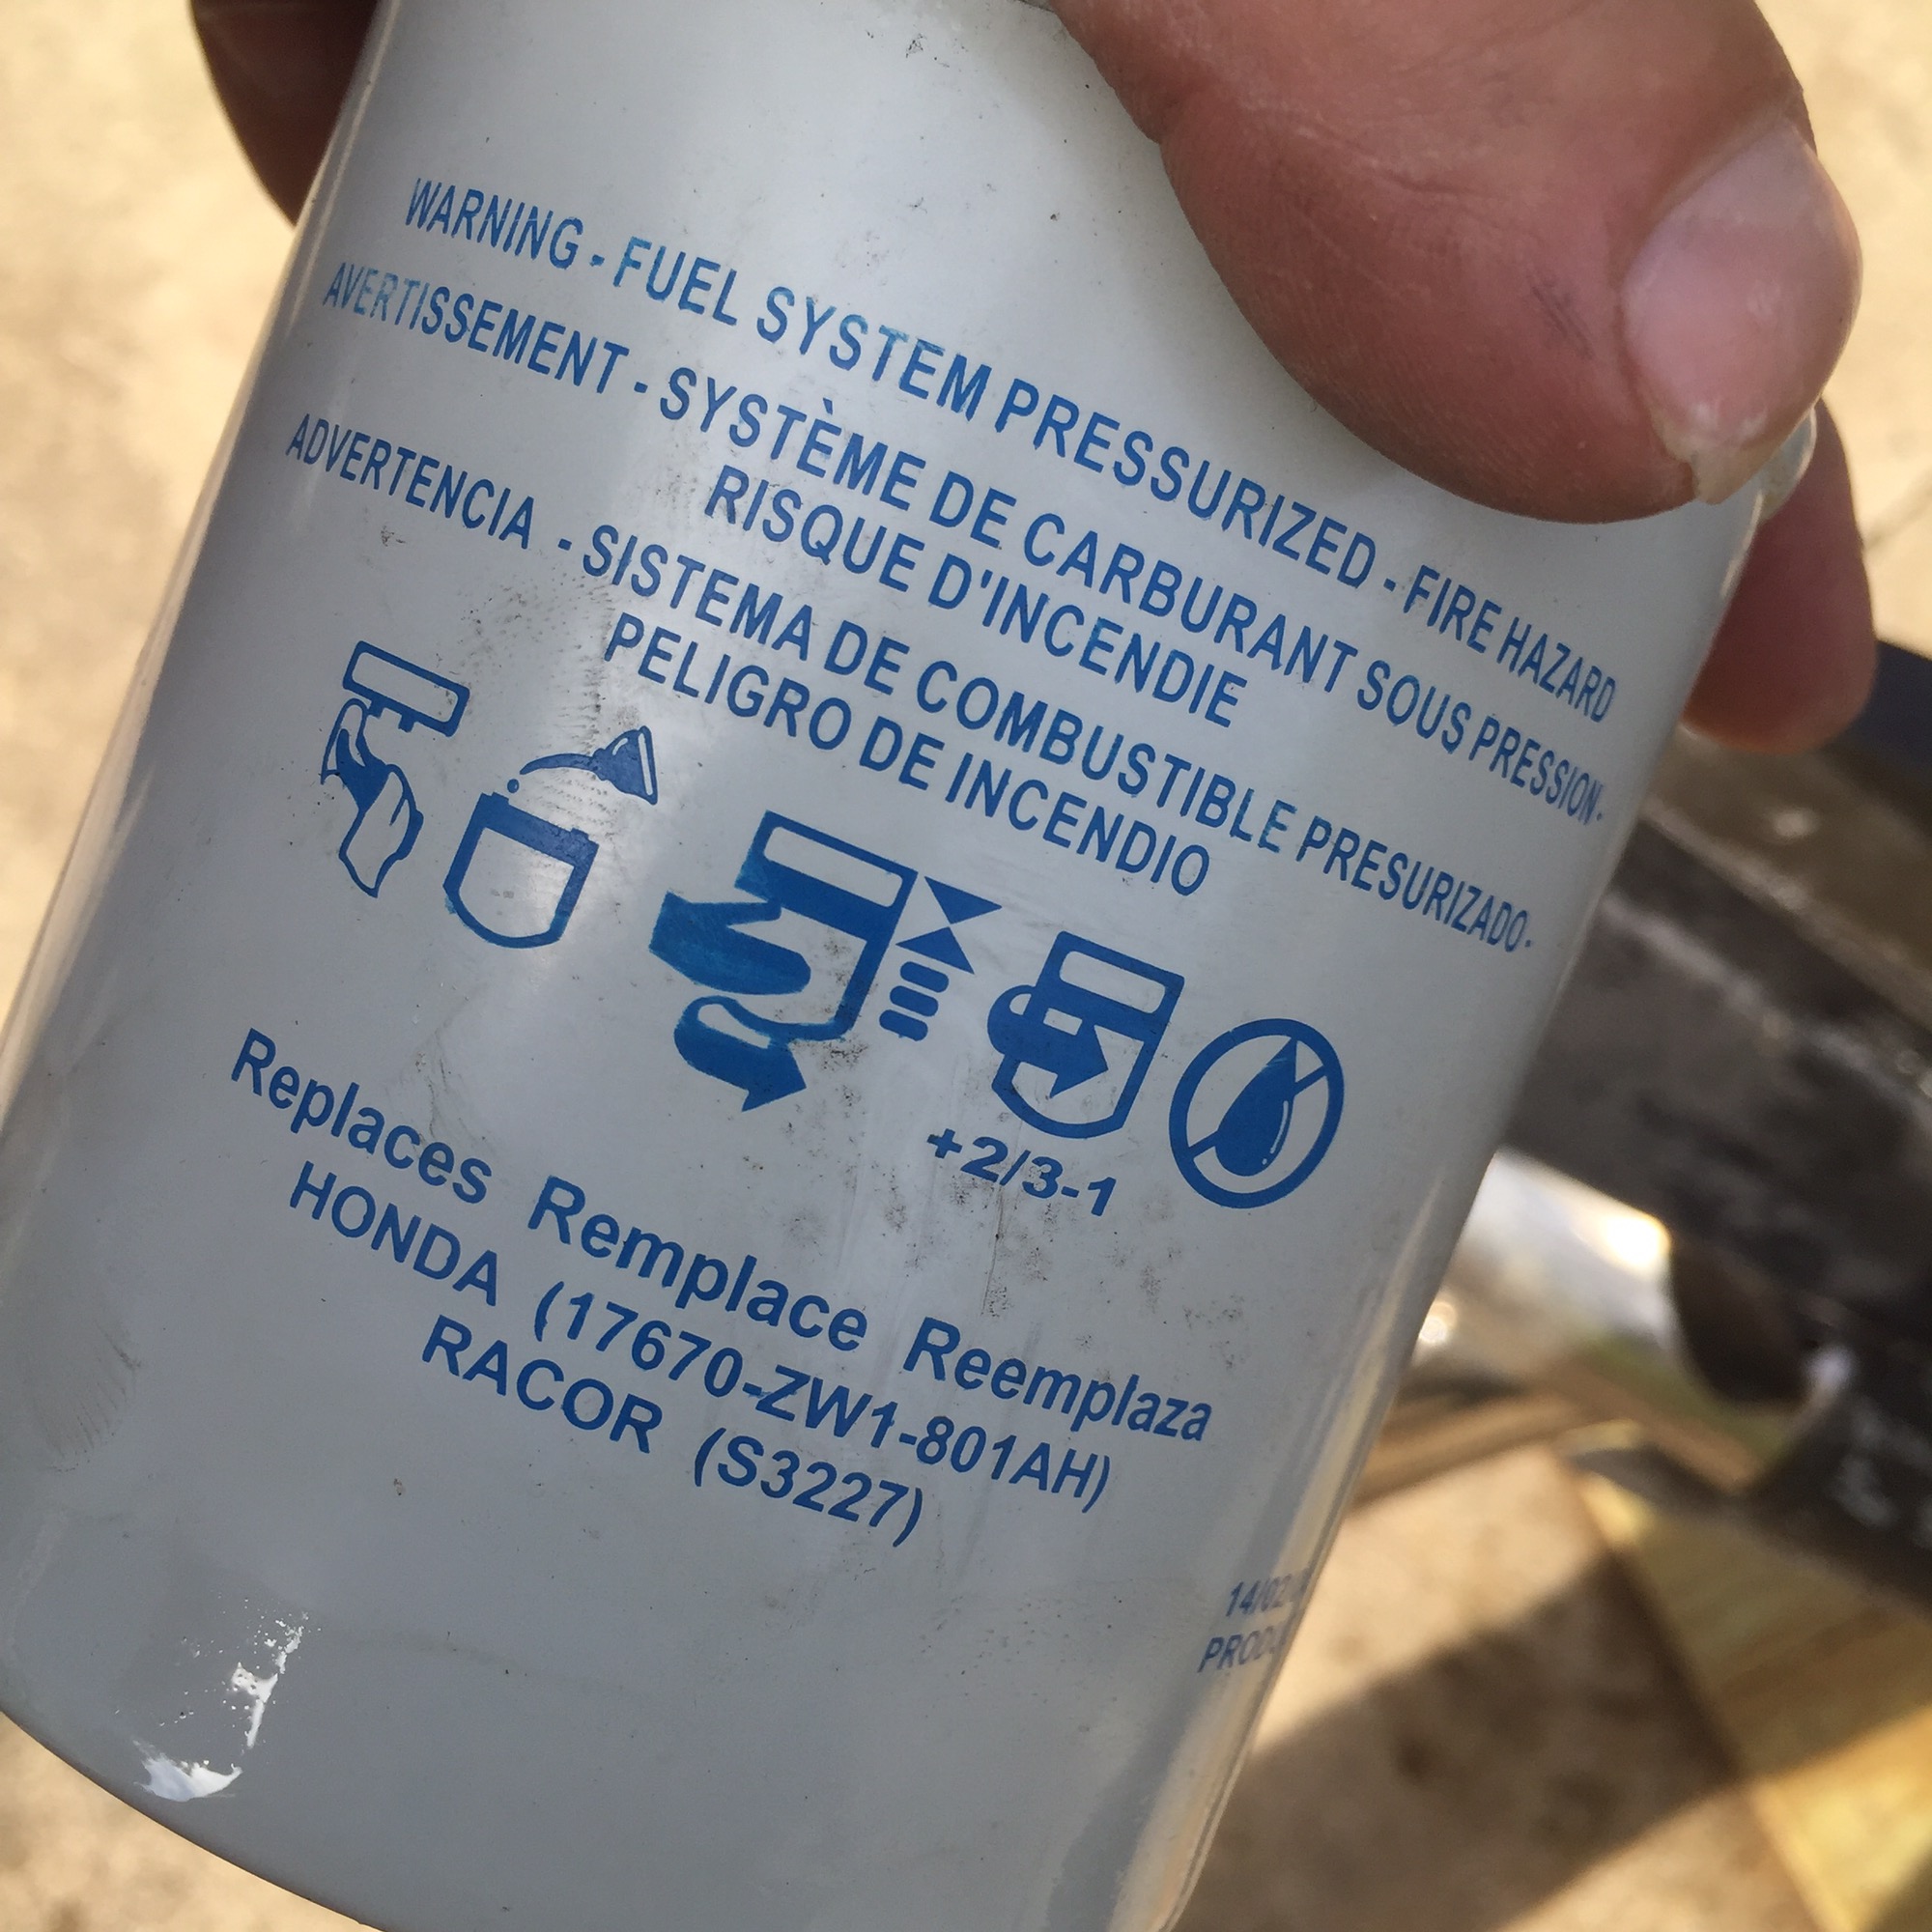 WARNING - FUEL SYSTEM PRESSURIZED - FIRE HAZARD
AVERTISSEMENT - SYSTÈME DE CARBURANT SOUS PRESSION -
RISQUE D'INCENDIE
ADVERTENCIA - SISTEMA DE COMBUSTIBLE PRESURIZADO -
PELIGRO DE INCENDIO
+2/3-1
Replaces Remplace Reemplaza
HONDA (17670-ZW1-801AH)
RACOR (S3227)